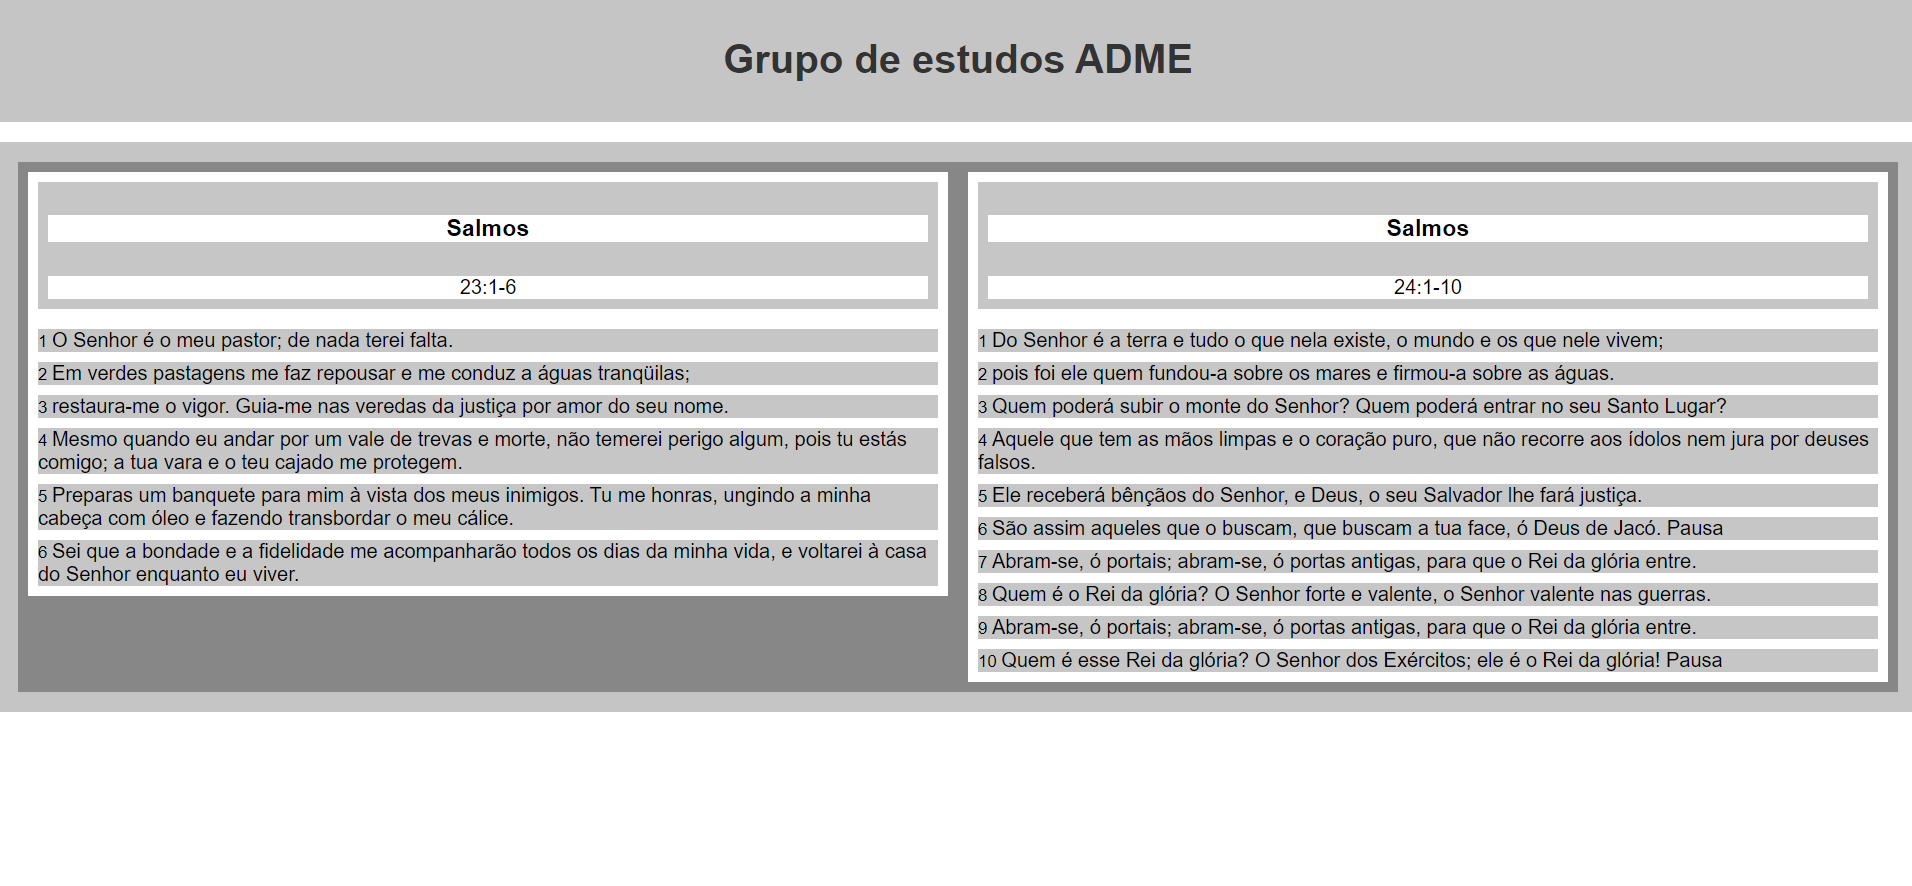 Grupo de estudos ADME
Salmos
23:1-6
1 O Senhor é o meu pastor; de nada terei falta.
2 Em verdes pastagens me faz repousar e me conduz a águas tranqüilas;
3 restaura-me o vigor. Guia-me nas veredas da justiça por amor do seu nome.
4 Mesmo quando eu andar por um vale de trevas e morte, não temerei perigo algum, pois tu estás
comigo; a tua vara e o teu cajado me protegem.
5 Preparas um banquete para mim à vista dos meus inimigos. Tu me honras, ungindo a minha
cabeça com óleo e fazendo transbordar o meu cálice.
6 Sei que a bondade e a fidelidade me acompanharão todos os dias da minha vida, e voltarei à casa
do Senhor enquanto eu viver.
Salmos
24:1-10
1 Do Senhor é a terra e tudo o que nela existe, o mundo e os que nele vivem;
2 pois foi ele quem fundou-a sobre os mares e firmou-a sobre as águas.
3 Quem poderá subir o monte do Senhor? Quem poderá entrar no seu Santo Lugar?
4 Aquele que tem as mãos limpas e o coração puro, que não recorre aos ídolos nem jura por deuses
falsos.
5 Ele receberá bênçãos do Senhor, e Deus, o seu Salvador lhe fará justiça.
6 São assim aqueles que o buscam, que buscam a tua face, ó Deus de Jacó. Pausa
7 Abram-se, ó portais; abram-se, ó portas antigas, para que o Rei da glória entre.
8 Quem é o Rei da glória? O Senhor forte e valente, o Senhor valente nas guerras.
9 Abram-se, ó portais; abram-se, ó portas antigas, para que o Rei da glória entre.
10 Quem é esse Rei da glória? O Senhor dos Exércitos; ele é o Rei da glória! Pausa